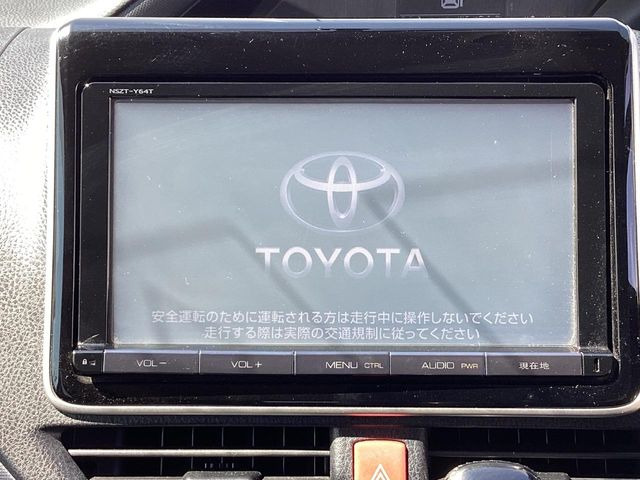 NSZT-Y64T
TOYOTA
安全運転のために運転される方は走行中に操作しないでください
走行する際は実際の交通規制に従ってください
VOL− VOL+ MENU CTRL AUDIO PWR 現在地